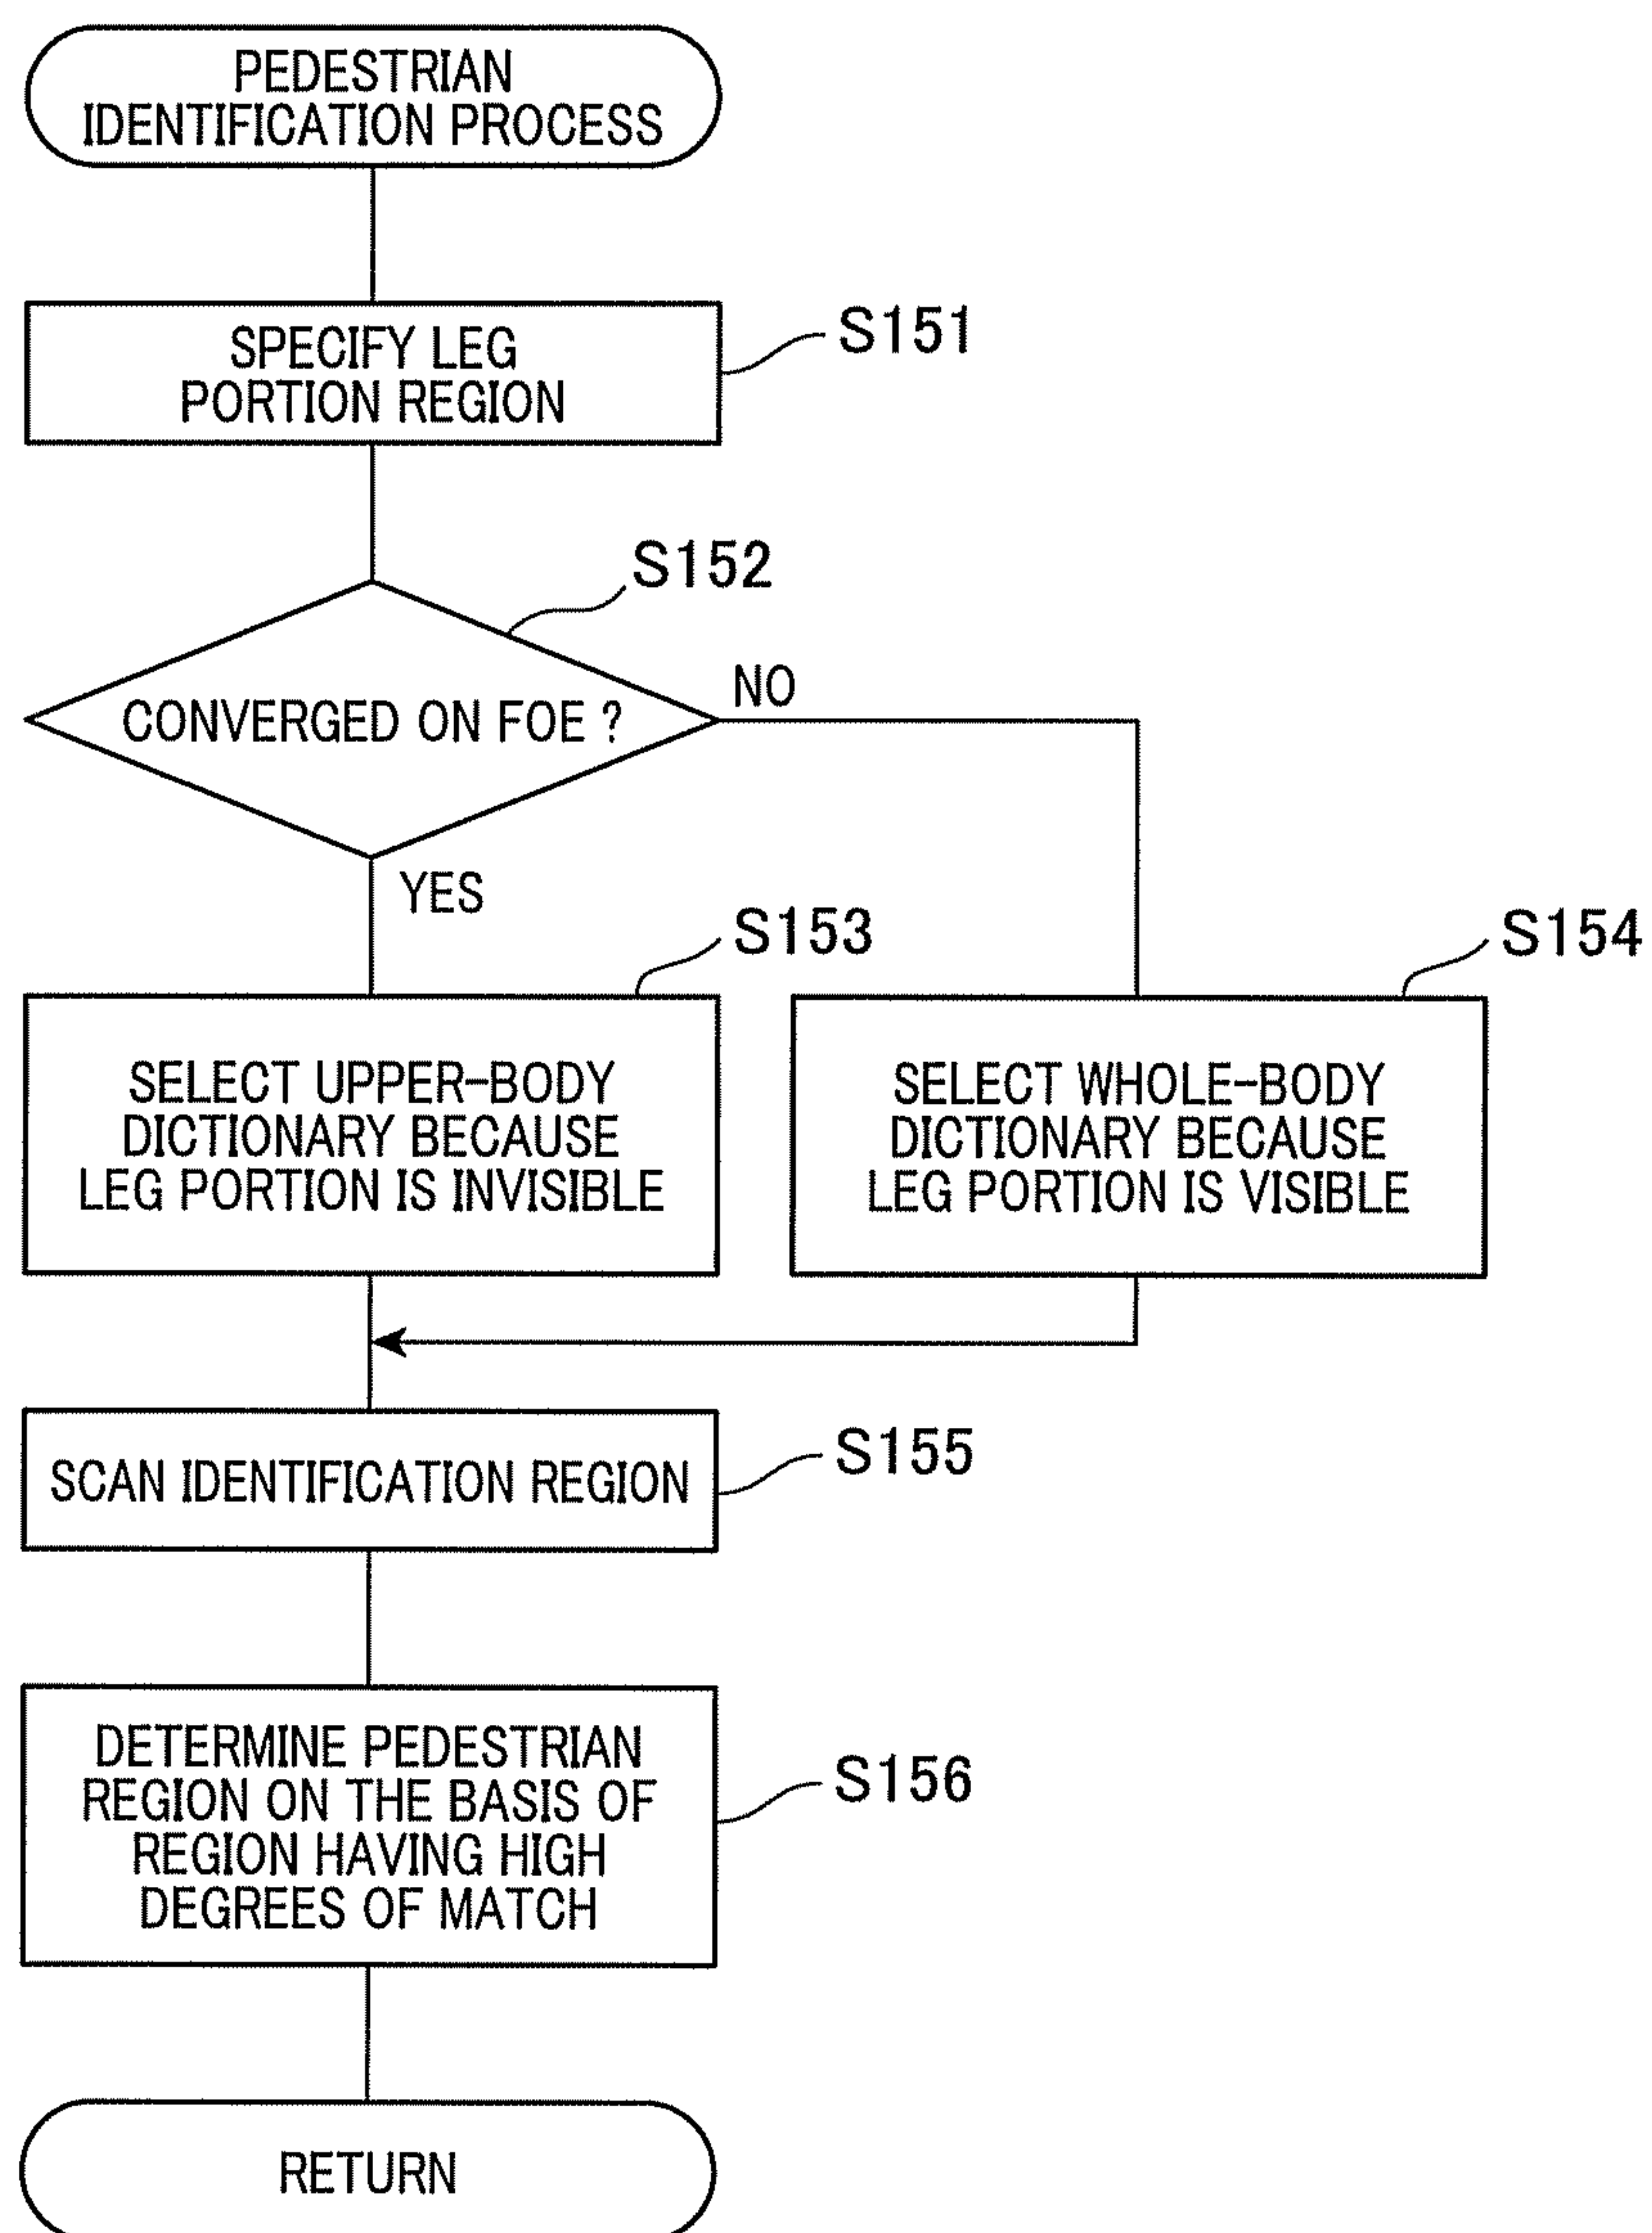 PEDESTRIAN
IDENTIFICATION PROCESS
SPECIFY LEG
PORTION REGION
S151
S152
CONVERGED ON FOE ?
NO
YES
S153
SELECT UPPER-BODY
DICTIONARY BECAUSE
LEG PORTION IS INVISIBLE
S154
SELECT WHOLE-BODY
DICTIONARY BECAUSE
LEG PORTION IS VISIBLE
SCAN IDENTIFICATION REGION
S155
DETERMINE PEDESTRIAN
REGION ON THE BASIS OF
REGION HAVING HIGH
DEGREES OF MATCH
S156
RETURN